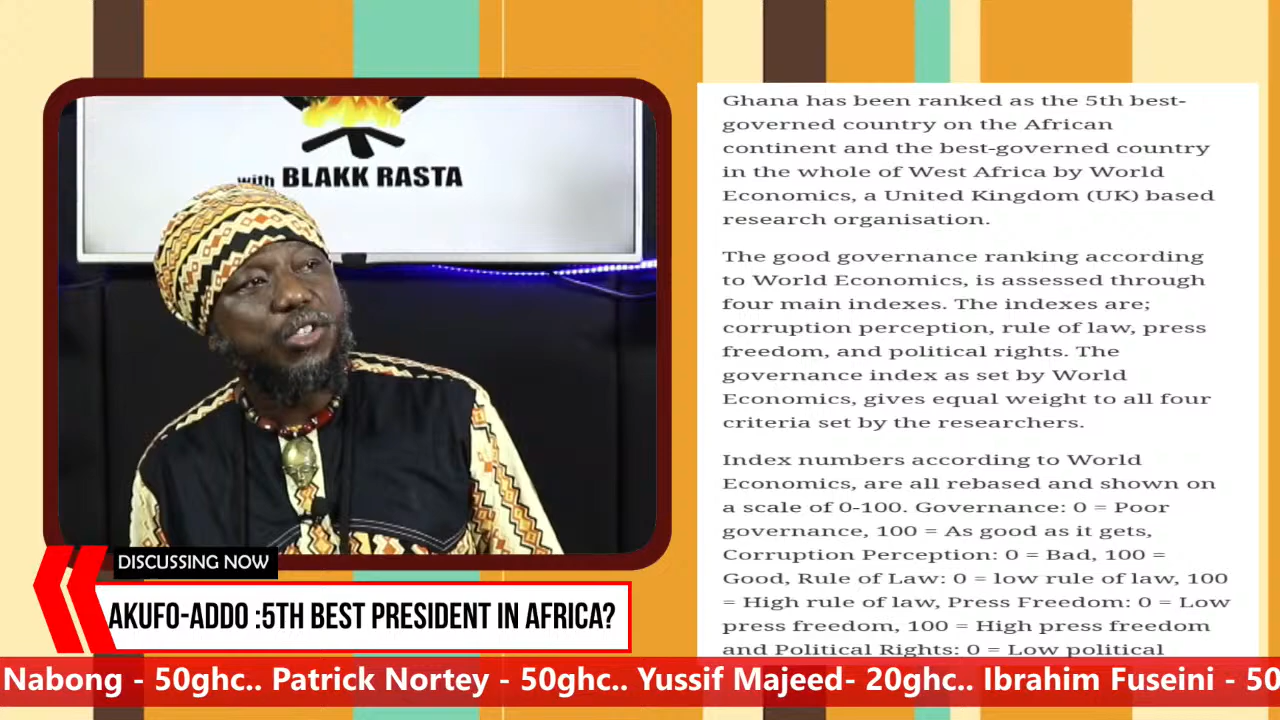 with BLAKK RASTA
Ghana has been ranked as the 5th best-
governed country on the African
continent and the best-governed country
in the whole of West Africa by World
Economics, a United Kingdom (UK) based
research organisation.
The good governance ranking according
to World Economics, is assessed through
four main indexes. The indexes are;
corruption perception, rule of law, press
freedom, and political rights. The
governance index as set by World
Economics, gives equal weight to all four
criteria set by the researchers.
Index numbers according to World
Economics, are all rebased and shown on
a scale of 0-100. Governance: 0 = Poor
governance, 100 = As good as it gets,
Corruption Perception: 0 = Bad, 100 =
Good, Rule of Law: 0 = low rule of law, 100
= High rule of law, Press Freedom: 0 = Low
press freedom, 100 = High press freedom
and Political Rights: 0 = Low political
DISCUSSING NOW
AKUFO-ADDO :5TH BEST PRESIDENT IN AFRICA?
Nabong - 50ghc.. Patrick Nortey - 50ghc.. Yussif Majeed- 20ghc.. Ibrahim Fuseini - 50